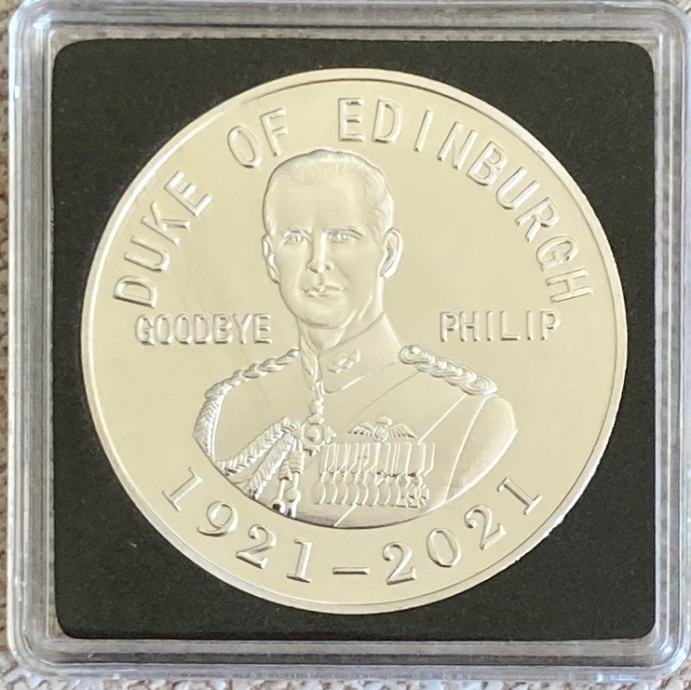 DUKE OF EDINBURGH
GOODBYE PHILIP
1921-2021